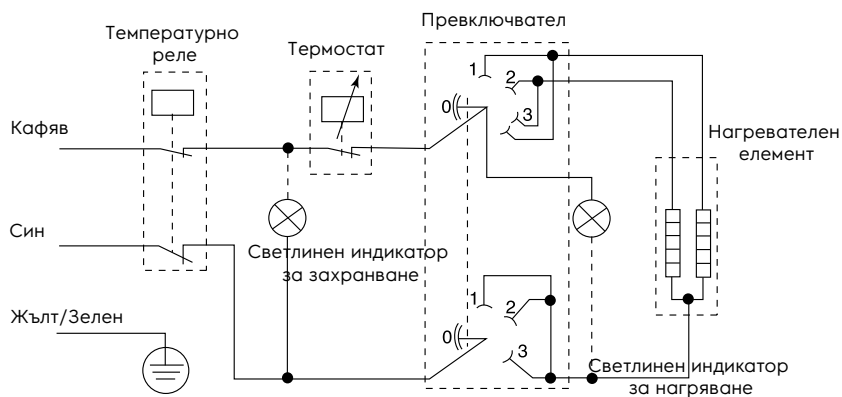 Превключвател
Температурно
реле
Термостат
1
2
0
3
Кафяв
Нагревателен
елемент
Син
Светлинен индикатор
за захранване
1
2
0
3
Жълт/Зелен
Светлинен индикатор
за нагряване